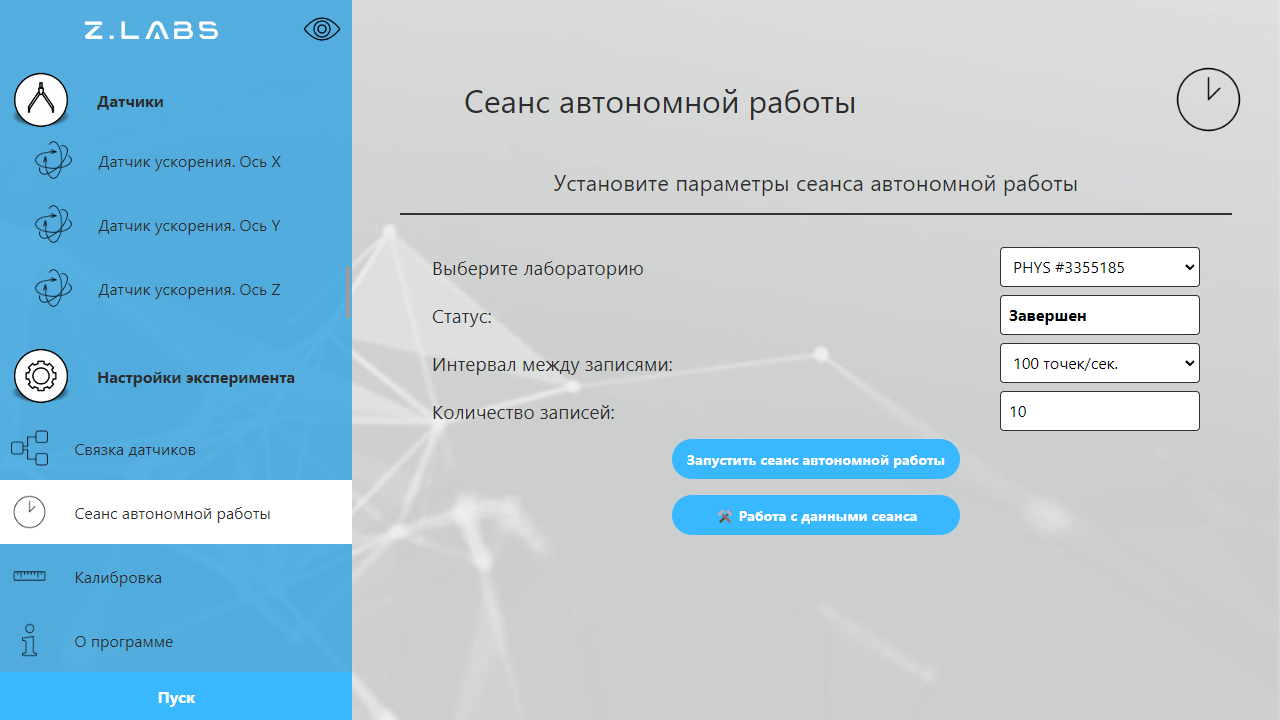 Z.LABS
Датчики
Датчик ускорения. Ось X
Датчик ускорения. Ось Y
Датчик ускорения. Ось Z
Настройки эксперимента
Связка датчиков
Сеанс автономной работы
Калибровка
О программе
Пуск
Сеанс автономной работы
Установите параметры сеанса автономной работы
Выберите лабораторию
PHYS #3355185
Статус:
Завершен
Интервал между записями:
100 точек/сек.
Количество записей:
10
Запустить сеанс автономной работы
Работа с данными сеанса